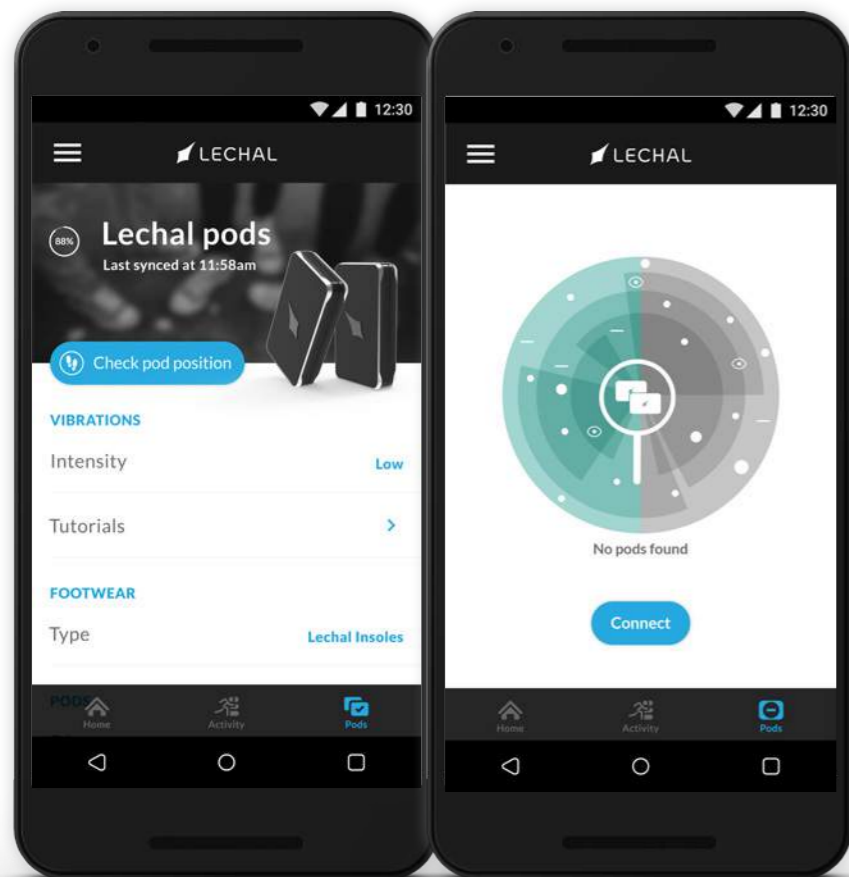 12:30
LECHAL
88%
Lechal pods
Last synced at 11:58am
Check pod position
VIBRATIONS
Intensity
Low
Tutorials
FOOTWEAR
Type
Lechal Insoles
PODS
Home
Activity
Pods
12:30
LECHAL
No pods found
Connect
Home
Activity
Pods